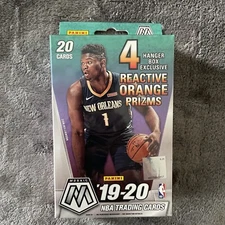 PANINI
20
CARDS
4
HANGER
BOX
EXCLUSIVE
REACTIVE
ORANGE
PRIZMS
NEW ORLEANS
1
PANINI
MOSAIC
'19-20
NBA TRADING CARDS